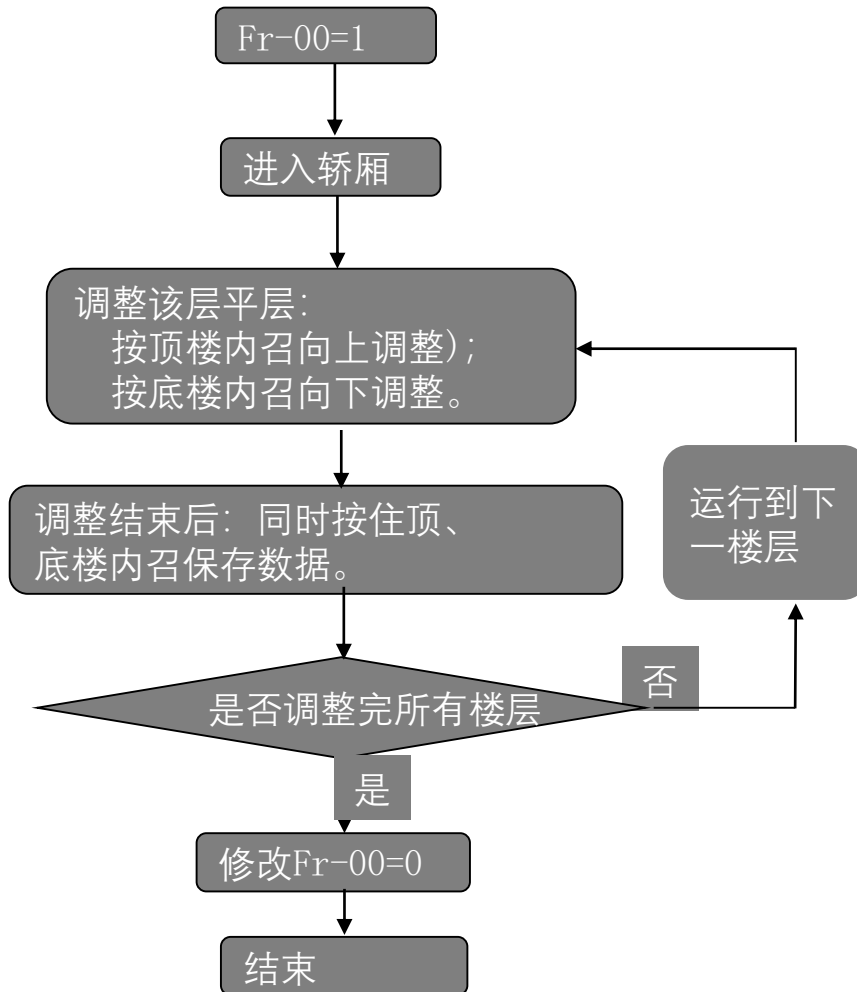 Fr-00=1
进入轿厢
调整该层平层：
按顶楼内召向上调整)；
按底楼内召向下调整。
调整结束后：同时按住顶、
底楼内召保存数据。
运行到下
一楼层
否
是否调整完所有楼层
是
修改Fr-00=0
结束